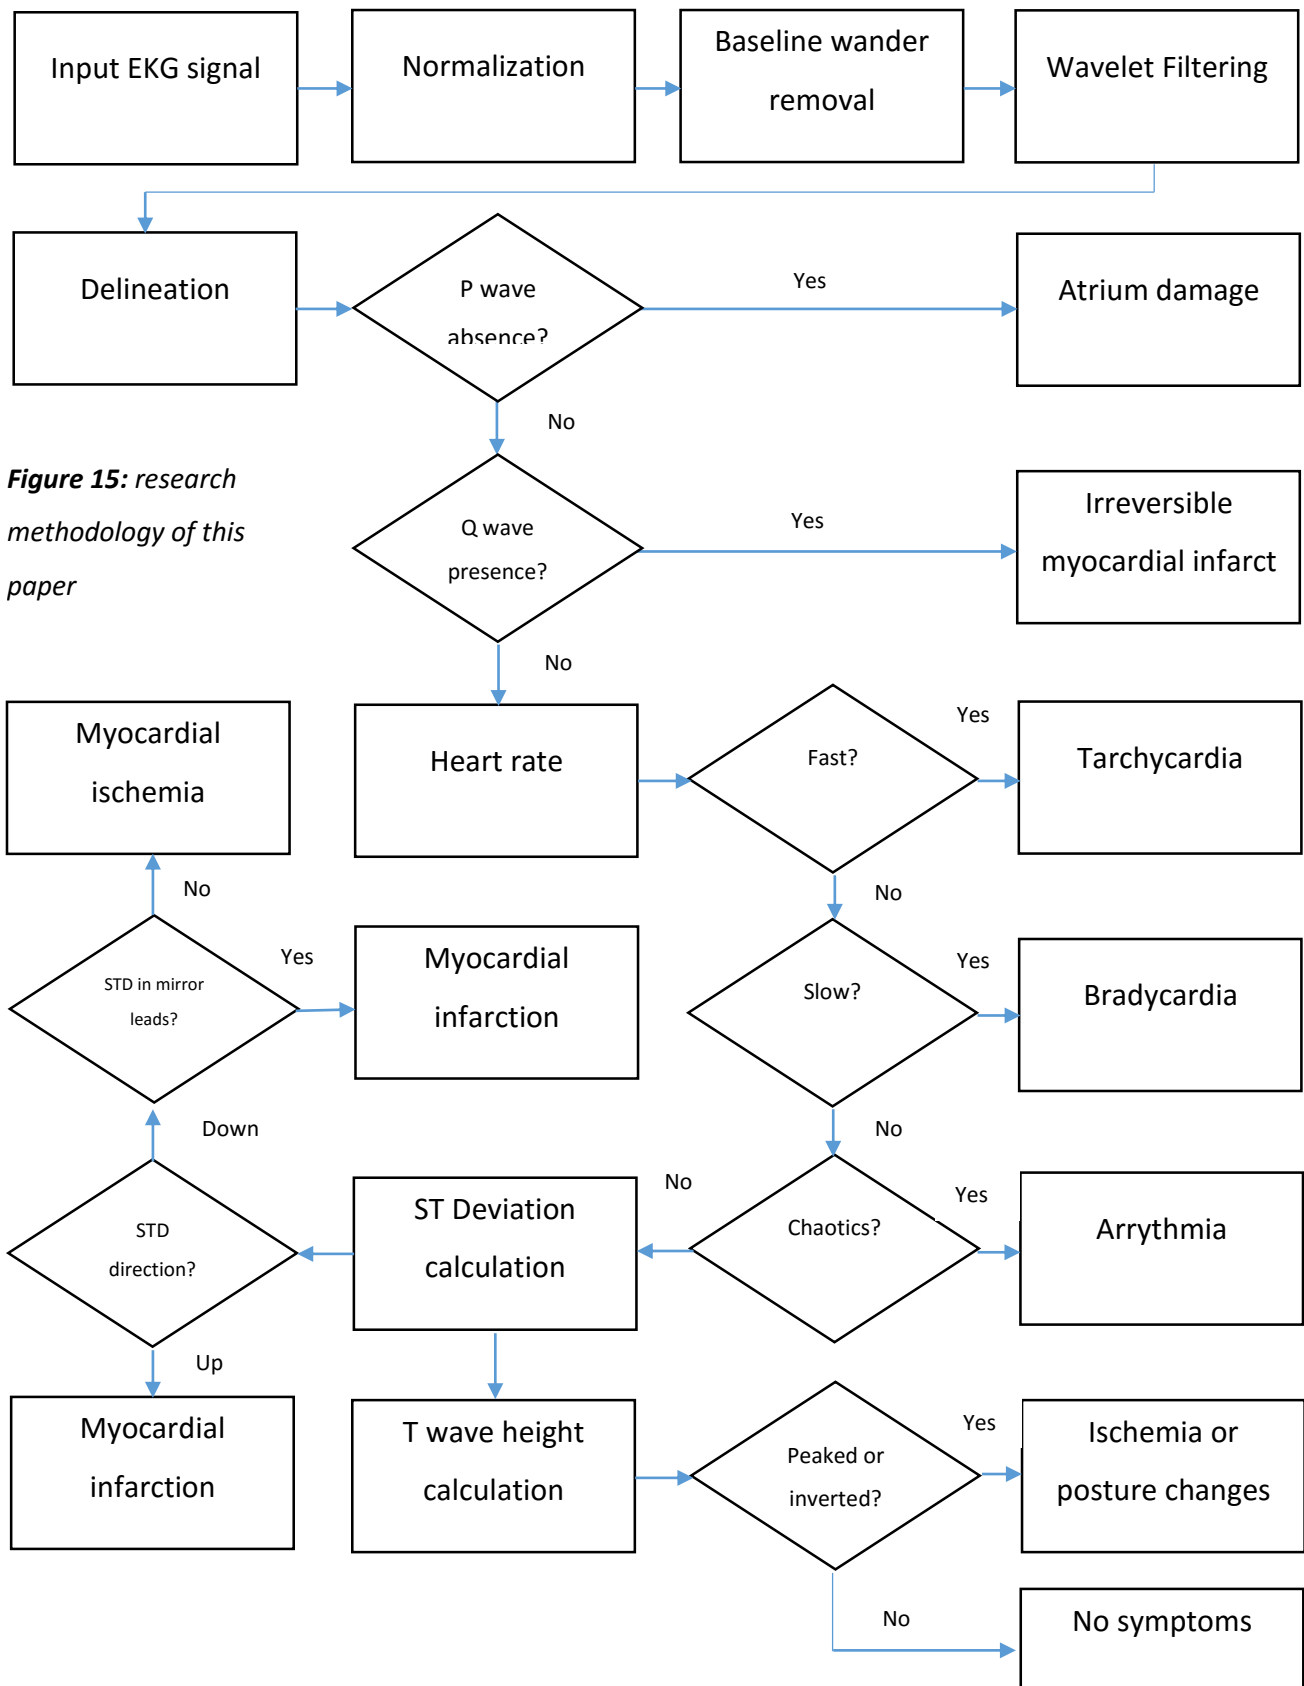 Input EKG signal
Normalization
Baseline wander
removal
Wavelet Filtering
Delineation
P wave
absence?
Yes
Atrium damage
No
Figure 15: research
methodology of this
paper
Q wave
presence?
Yes
Irreversible
myocardial infarct
No
Heart rate
Fast?
Yes
Tarchycardia
No
Slow?
Yes
Bradycardia
No
Chaotics?
Yes
Arrythmia
No
ST Deviation
calculation
STD
direction?
Down
STD in mirror
leads?
Yes
Myocardial
infarction
No
Myocardial
ischemia
Up
Myocardial
infarction
T wave height
calculation
Peaked or
inverted?
Yes
Ischemia or
posture changes
No
No symptoms